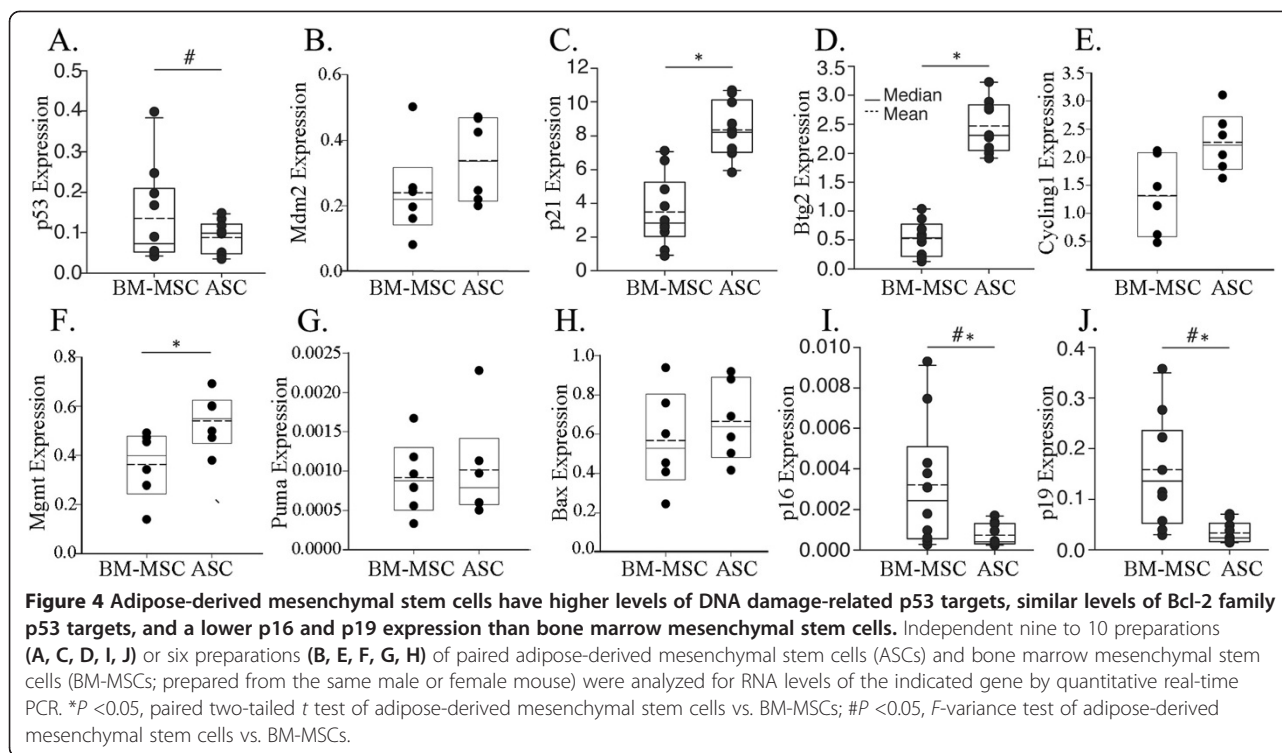 A.
#
0.5
0.4
0.3
0.2
0.1
0.0
p53 Expression
BM-MSC ASC
B.
0.6
0.4
0.2
0.0
Mdm2 Expression
BM-MSC ASC
C.
*
12
10
8
6
4
2
0
p21 Expression
BM-MSC ASC
D.
*
3.5
3.0
2.5
2.0
1.5
1.0
0.5
0.0
Btg2 Expression
Median
Mean
BM-MSC ASC
E.
3.5
3.0
2.5
2.0
1.5
1.0
0.5
Cycling1 Expression
BM-MSC ASC
F.
*
0.8
0.6
0.4
0.2
0.0
Mgmt Expression
BM-MSC ASC
G.
0.0025
0.0020
0.0015
0.0010
0.0005
0.0000
Puma Expression
BM-MSC ASC
H.
1.0
0.8
0.6
0.4
0.2
0.0
Bax Expression
BM-MSC ASC
I.
#*
0.010
0.008
0.006
0.004
0.002
0.000
p16 Expression
BM-MSC ASC
J.
#*
0.4
0.3
0.2
0.1
0.0
p19 Expression
BM-MSC ASC
Figure 4 Adipose-derived mesenchymal stem cells have higher levels of DNA damage-related p53 targets, similar levels of Bcl-2 family
p53 targets, and a lower p16 and p19 expression than bone marrow mesenchymal stem cells. Independent nine to 10 preparations
(A, C, D, I, J) or six preparations (B, E, F, G, H) of paired adipose-derived mesenchymal stem cells (ASCs) and bone marrow mesenchymal stem
cells (BM-MSCs; prepared from the same male or female mouse) were analyzed for RNA levels of the indicated gene by quantitative real-time
PCR. *P <0.05, paired two-tailed t test of adipose-derived mesenchymal stem cells vs. BM-MSCs; #P <0.05, F-variance test of adipose-derived
mesenchymal stem cells vs. BM-MSCs.